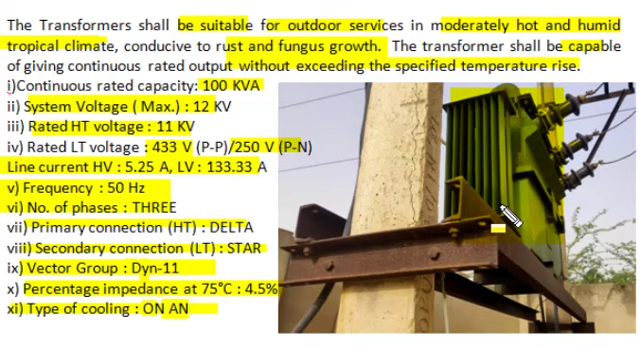 The Transformers shall be suitable for outdoor services in moderately hot and humid
tropical climate, conducive to rust and fungus growth. The transformer shall be capable
of giving continuous rated output without exceeding the specified temperature rise.
i)Continuous rated capacity: 100 KVA
ii) System Voltage ( Max.) : 12 KV
iii) Rated HT voltage : 11 KV
iv) Rated LT voltage : 433 V (P-P)/250 V (P-N)
Line current HV : 5.25 A, LV : 133.33 A
v) Frequency : 50 Hz
vi) No. of phases : THREE
vii) Primary connection (HT) : DELTA
viii) Secondary connection (LT) : STAR
ix) Vector Group : Dyn-11
x) Percentage impedance at 75°C : 4.5%
xi) Type of cooling : ON AN